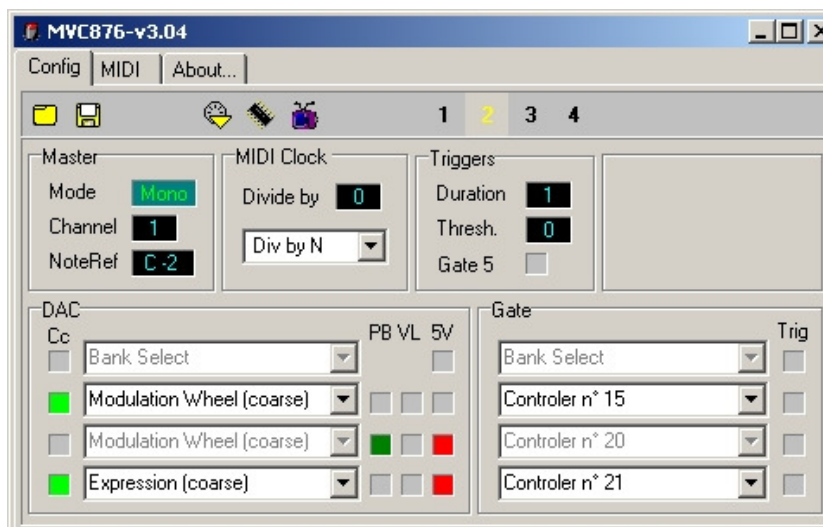 MVC876-v3.04
Config MIDI About...
1 2 3 4
Master MIDI Clock Triggers
Mode Mono Divide by 0 Duration 1
Channel 1 Div by N Thresh. 0
NoteRef C -2 Gate 5
DAC Gate
Cc PB VL 5V Trig
Bank Select Bank Select
Modulation Wheel (coarse) Controler n° 15
Modulation Wheel (coarse) Controler n° 20
Expression (coarse) Controler n° 21